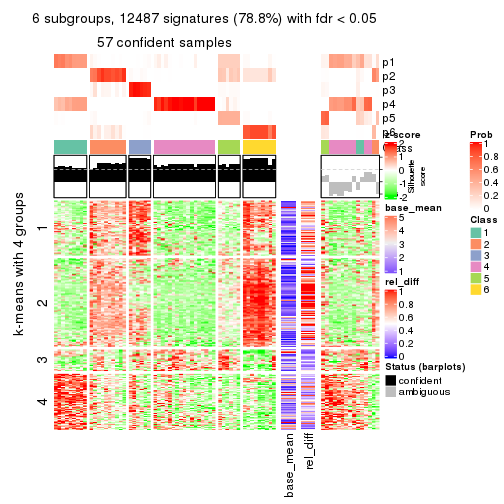 6 subgroups, 12487 signatures (78.8%) with fdr < 0.05
57 confident samples
p1
p2
p3
p4
p5
p6
Class
Silhouette
score
k-means with 4 groups
1
2
3
4
base_mean
rel_diff
z-score
2
1
0
-1
-2
base_mean
5
4
3
2
1
rel_diff
1
0.8
0.6
0.4
0.2
0
Status (barplots)
confident
ambiguous
Prob
1
0.8
0.6
0.4
0.2
0
Class
1
2
3
4
5
6